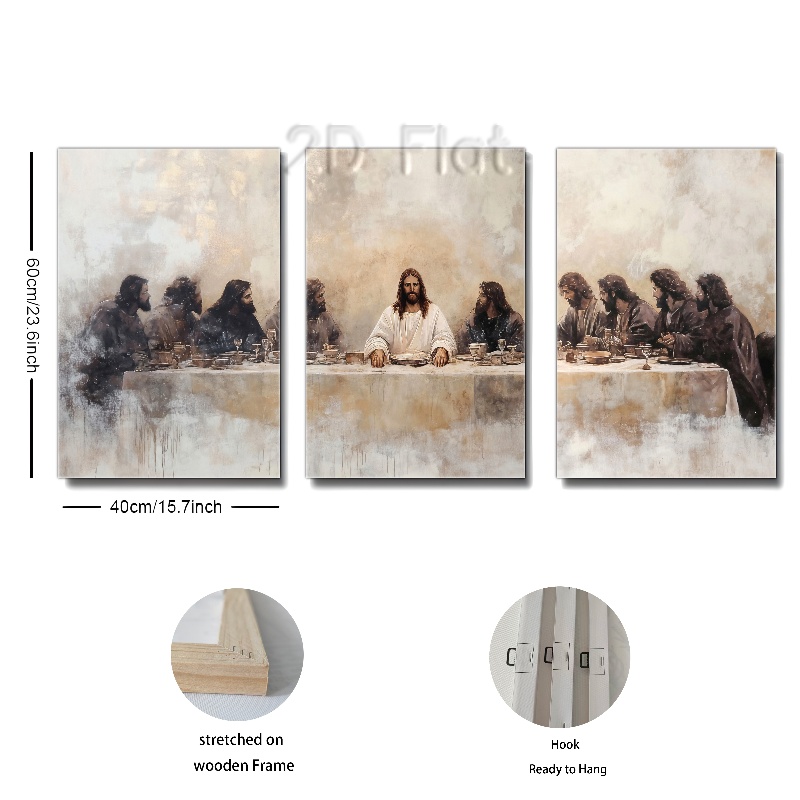 2D Flat
60cm/23.6inch
40cm/15.7inch
stretched on
wooden Frame
Hook
Ready to Hang